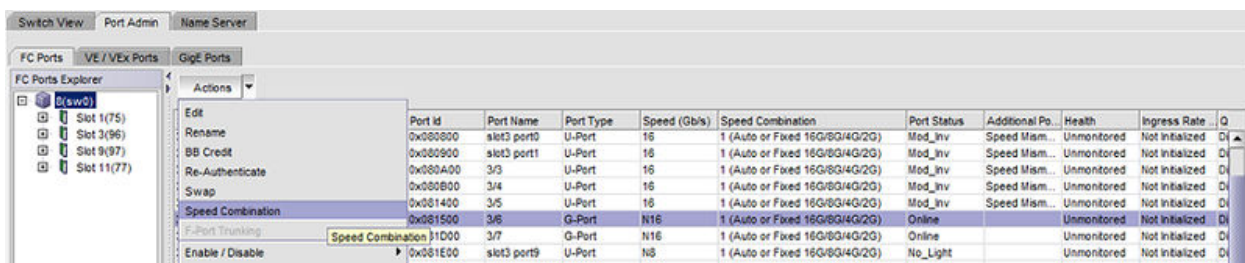 Switch View Port Admin Name Server
FC Ports VE / VEx Ports GigE Ports
FC Ports Explorer
8(sw0)
Slot 1(75)
Slot 3(96)
Slot 9(97)
Slot 11(77)
Actions
Edit
Rename
BB Credit
Re-Authenticate
Swap
Speed Combination
F-Port Trunking
Enable / Disable
Speed Combination
Port Id Port Name Port Type Speed (Gb/s) Speed Combination Port Status Additional Po... Health Ingress Rate ... Q
0x080800 slot3 port0 U-Port 16 1 (Auto or Fixed 16G/8G/4G/2G) Mod_Inv Speed Mism... Unmonitored Not Initialized Di
0x080900 slot3 port1 U-Port 16 1 (Auto or Fixed 16G/8G/4G/2G) Mod_Inv Speed Mism... Unmonitored Not Initialized Di
0x080A00 3/3 U-Port 16 1 (Auto or Fixed 16G/8G/4G/2G) Mod_Inv Speed Mism... Unmonitored Not Initialized Di
0x080B00 3/4 U-Port 16 1 (Auto or Fixed 16G/8G/4G/2G) Mod_Inv Speed Mism... Unmonitored Not Initialized Di
0x081400 3/5 U-Port 16 1 (Auto or Fixed 16G/8G/4G/2G) Mod_Inv Speed Mism... Unmonitored Not Initialized Di
0x081500 3/6 G-Port N16 1 (Auto or Fixed 16G/8G/4G/2G) Online Unmonitored Not Initialized Di
31D00 3/7 G-Port N16 1 (Auto or Fixed 16G/8G/4G/2G) Online Unmonitored Not Initialized Di
0x081E00 slot3 port9 U-Port N8 1 (Auto or Fixed 16G/8G/4G/2G) No_Light Unmonitored Not Initialized Di